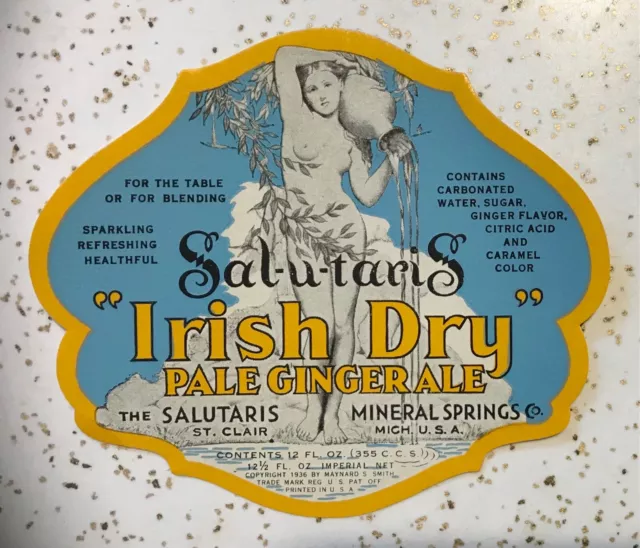 FOR THE TABLE
OR FOR BLENDING
SPARKLING
REFRESHING
HEALTHFUL
CONTAINS
CARBONATED
WATER, SUGAR,
GINGER FLAVOR,
CITRIC ACID
AND
CARAMEL
COLOR
Sal-u-taris
"Irish Dry"
PALE GINGER ALE
THE SALUTARIS MINERAL SPRINGS Co.
ST. CLAIR, MICH. U.S.A.
CONTENTS 12 FL. OZ. (355 C.C.S.)
12½ FL. OZ. IMPERIAL NET
COPYRIGHT 1936 BY MAYNARD S. SMITH
TRADE MARK REG. U.S. PAT. OFF.
PRINTED IN U.S.A.